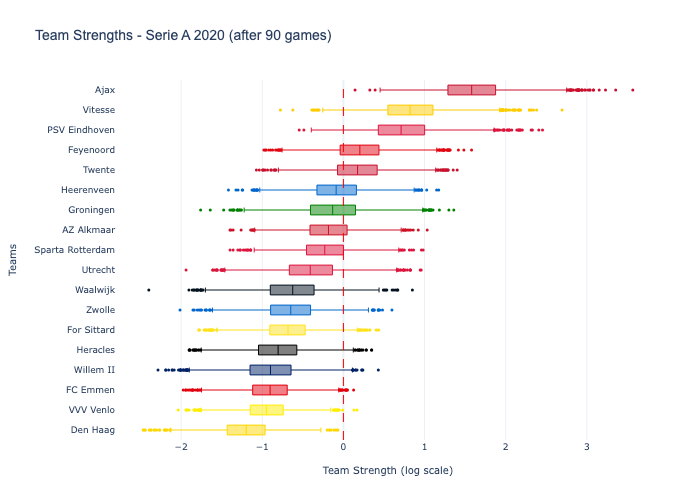 Team Strengths - Serie A 2020 (after 90 games)
Ajax
Vitesse
PSV Eindhoven
Feyenoord
Twente
Heerenveen
Groningen
AZ Alkmaar
Sparta Rotterdam
Utrecht
Waalwijk
Zwolle
For Sittard
Heracles
Willem II
FC Emmen
VVV Venlo
Den Haag
Teams
−2 −1 0 1 2 3
Team Strength (log scale)